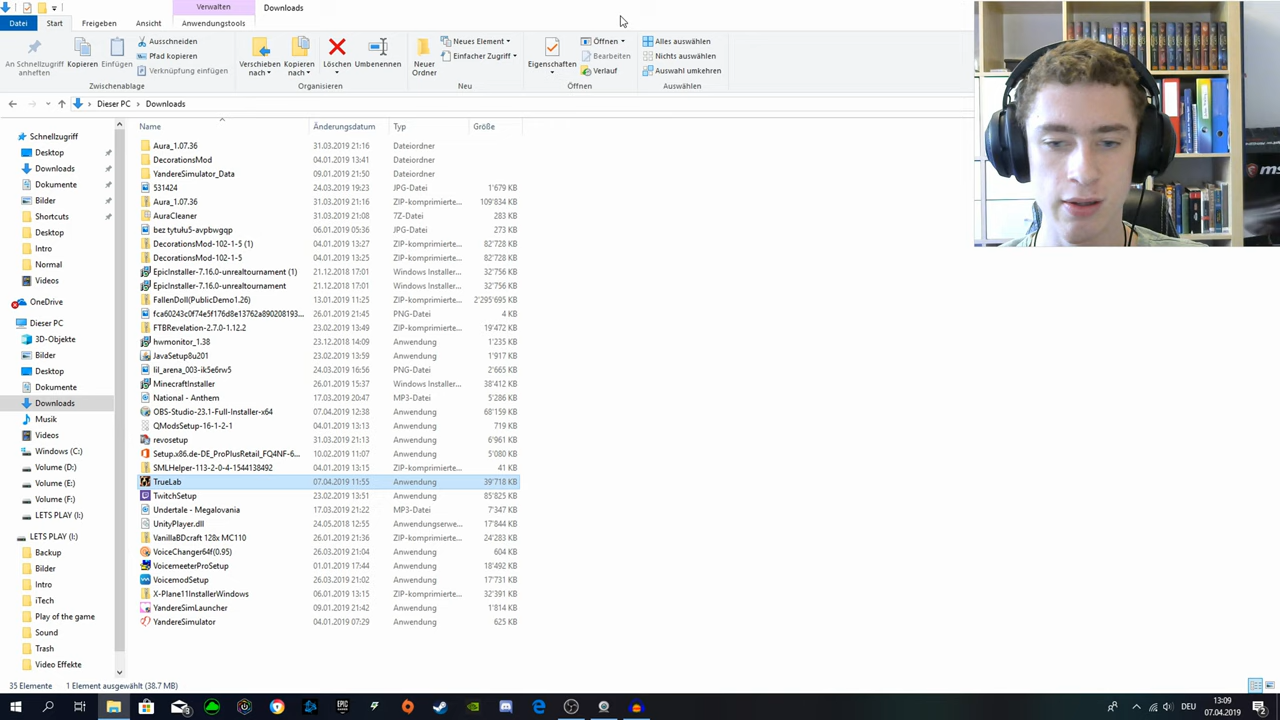 Verwalten Downloads
Datei Start Freigeben Ansicht Anwendungstools
An Schnellzugriff anheften
Kopieren
Einfügen
Ausschneiden
Pfad kopieren
Verknüpfung einfügen
Zwischenablage
Verschieben nach
Kopieren nach
Löschen
Umbenennen
Organisieren
Neuer Ordner
Neues Element
Einfacher Zugriff
Neu
Eigenschaften
Öffnen
Bearbeiten
Verlauf
Öffnen
Alles auswählen
Nichts auswählen
Auswahl umkehren
Auswählen
Dieser PC > Downloads
Schnellzugriff
Desktop
Downloads
Dokumente
Bilder
Shortcuts
Desktop
Intro
Normal
Videos
OneDrive
Dieser PC
3D-Objekte
Bilder
Desktop
Dokumente
Downloads
Musik
Videos
Windows (C:)
Volume (D:)
Volume (E:)
Volume (F:)
LETS PLAY (I:)
LETS PLAY (I:)
Backup
Bilder
Intro
iTech
Play of the game
Sound
Trash
Video Effekte
Name Änderungsdatum Typ Größe
Aura_1.07.36 31.03.2019 21:16 Dateiordner
DecorationsMod 04.01.2019 13:41 Dateiordner
YandereSimulator_Data 09.01.2019 21:50 Dateiordner
531424 24.03.2019 19:23 JPG-Datei 1'679 KB
Aura_1.07.36 31.03.2019 21:16 ZIP-komprimierte... 109'834 KB
AuraCleaner 31.03.2019 21:08 7Z-Datei 283 KB
bez tytułu5-avpbwgqp 06.01.2019 05:36 JPG-Datei 273 KB
DecorationsMod-102-1-5 (1) 04.01.2019 13:27 ZIP-komprimierte... 82'728 KB
DecorationsMod-102-1-5 04.01.2019 13:25 ZIP-komprimierte... 82'728 KB
EpicInstaller-7.16.0-unrealtournament (1) 21.12.2018 17:01 Windows Installer... 32'756 KB
EpicInstaller-7.16.0-unrealtournament 21.12.2018 17:01 Windows Installer... 32'756 KB
FallenDoll(PublicDemo1.26) 13.01.2019 11:25 ZIP-komprimierte... 2'295'695 KB
fca60243c0f74e5f176d8e13762a890208193... 26.01.2019 21:45 PNG-Datei 4 KB
FTBRevelation-2.7.0-1.12.2 23.02.2019 13:49 ZIP-komprimierte... 19'472 KB
hwmonitor_1.38 23.12.2018 14:09 Anwendung 1'235 KB
JavaSetup8u201 23.02.2019 13:59 Anwendung 1'917 KB
lil_arena_003-ik5e6rw5 24.03.2019 16:56 PNG-Datei 2'665 KB
MinecraftInstaller 26.01.2019 15:37 Windows Installer... 38'412 KB
National - Anthem 17.03.2019 20:47 MP3-Datei 5'286 KB
OBS-Studio-23.1-Full-Installer-x64 07.04.2019 12:38 Anwendung 68'159 KB
QModsSetup-16-1-2-1 04.01.2019 13:13 Anwendung 719 KB
revosetup 31.03.2019 21:13 Anwendung 6'961 KB
Setup.x86.de-DE_ProPlusRetail_FQ4NF-6... 10.02.2019 11:07 Anwendung 5'080 KB
SMLHelper-113-2-0-4-1544138492 04.01.2019 13:15 ZIP-komprimierte... 41 KB
TrueLab 07.04.2019 11:55 Anwendung 39'718 KB
TwitchSetup 23.02.2019 13:51 Anwendung 85'825 KB
Undertale - Megalovania 17.03.2019 21:22 MP3-Datei 7'347 KB
UnityPlayer.dll 24.05.2018 12:55 Anwendungserwe... 17'844 KB
VanillaBDcraft 128x MC110 26.01.2019 21:36 ZIP-komprimierte... 24'283 KB
VoiceChanger64f(0.95) 26.03.2019 21:04 Anwendung 604 KB
VoicemeeterProSetup 01.01.2019 17:44 Anwendung 18'492 KB
VoicemodSetup 26.03.2019 21:02 Anwendung 17'731 KB
X-Plane11InstallerWindows 06.01.2019 13:15 ZIP-komprimierte... 32'391 KB
YandereSimLauncher 09.01.2019 21:42 Anwendung 1'814 KB
YandereSimulator 04.01.2019 07:29 Anwendung 625 KB
35 Elemente 1 Element ausgewählt (38.7 MB)
EPIC
DEU
13:09
07.04.2019
2
msi